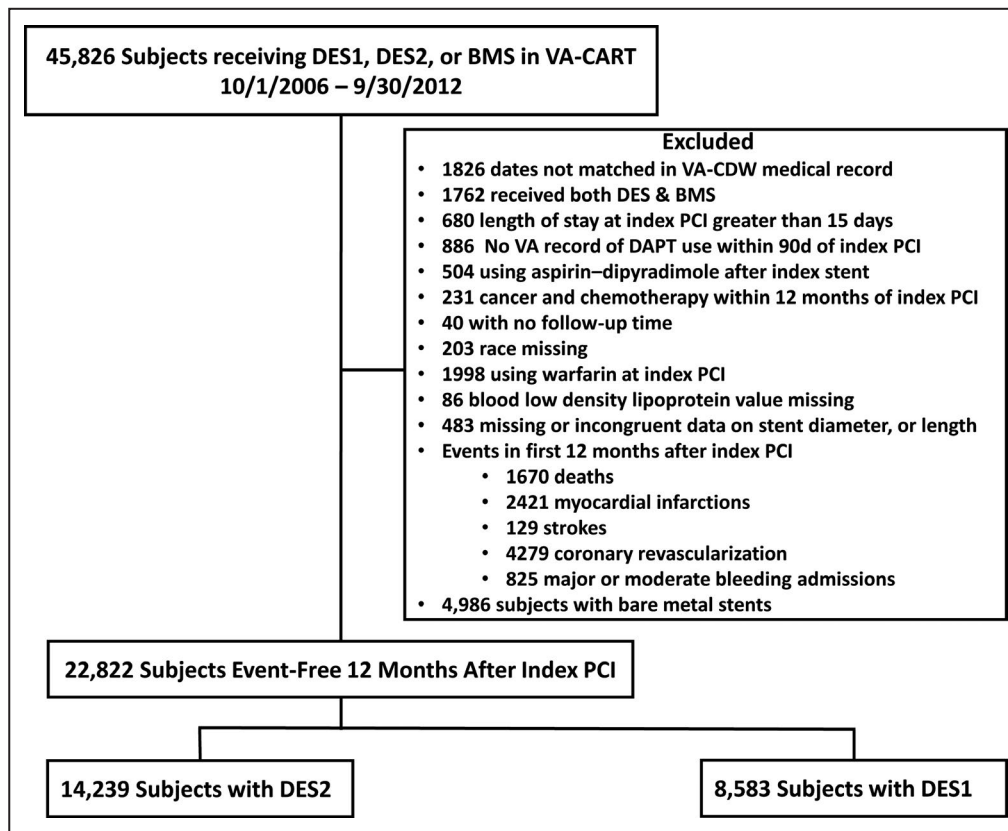 45,826 Subjects receiving DES1, DES2, or BMS in VA-CART
10/1/2006 – 9/30/2012
Excluded
• 1826 dates not matched in VA-CDW medical record
• 1762 received both DES & BMS
• 680 length of stay at index PCI greater than 15 days
• 886 No VA record of DAPT use within 90d of index PCI
• 504 using aspirin–dipyradimole after index stent
• 231 cancer and chemotherapy within 12 months of index PCI
• 40 with no follow-up time
• 203 race missing
• 1998 using warfarin at index PCI
• 86 blood low density lipoprotein value missing
• 483 missing or incongruent data on stent diameter, or length
• Events in first 12 months after index PCI
• 1670 deaths
• 2421 myocardial infarctions
• 129 strokes
• 4279 coronary revascularization
• 825 major or moderate bleeding admissions
• 4,986 subjects with bare metal stents
22,822 Subjects Event-Free 12 Months After Index PCI
14,239 Subjects with DES2
8,583 Subjects with DES1